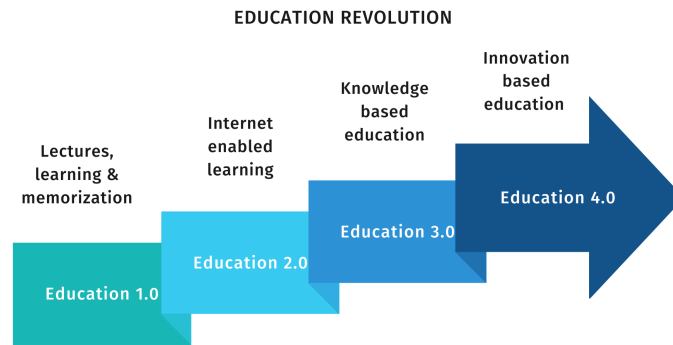 EDUCATION REVOLUTION
Lectures,
learning &
memorization
Education 1.0
Internet
enabled
learning
Education 2.0
Knowledge
based
education
Education 3.0
Innovation
based
education
Education 4.0